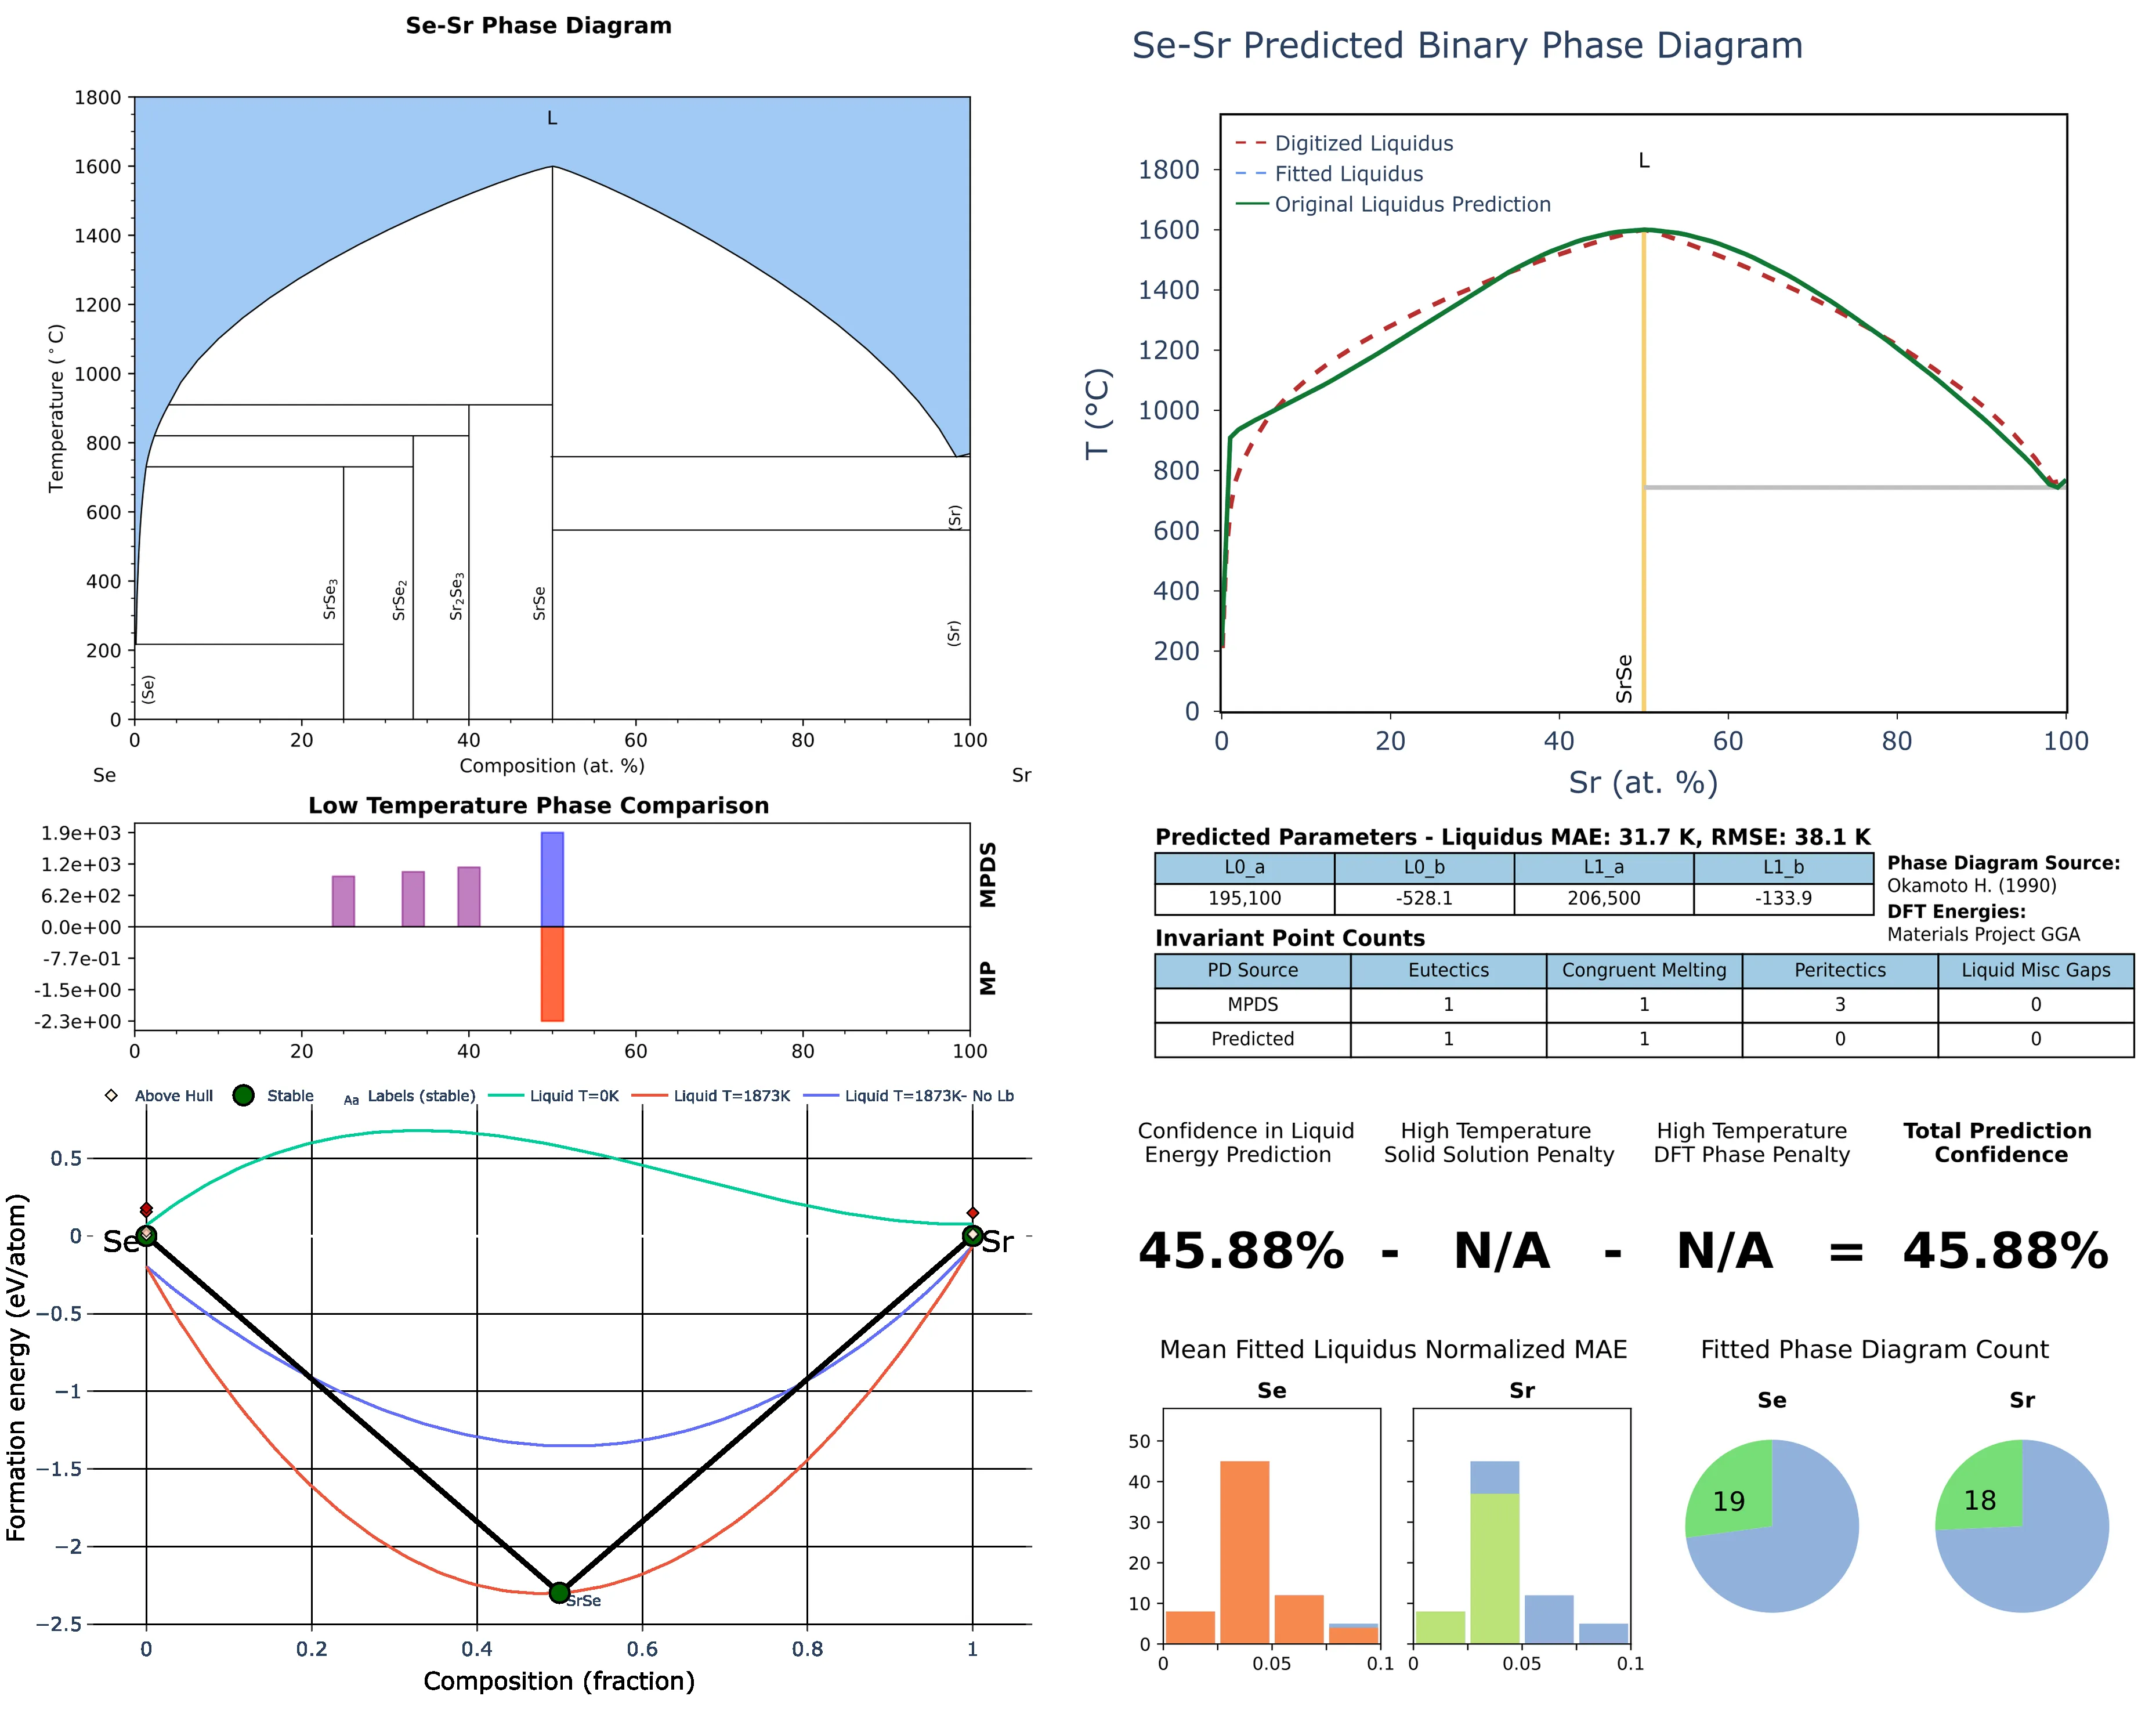 Se-Sr Phase Diagram
1800
1600
1400
1200
1000
800
600
400
200
0
Temperature (°C)
L
SrSe₃
SrSe₂
Sr₂Se₃
SrSe
(Se)
(Sr)
(Sr)
0 20 40 60 80 100
Composition (at. %)
Se
Sr
Low Temperature Phase Comparison
1.9e+03
1.2e+03
6.2e+02
0.0e+00
-7.7e-01
-1.5e+00
-2.3e+00
MPDS
MP
0 20 40 60 80 100
Above Hull Stable Aa Labels (stable) Liquid T=0K Liquid T=1873K Liquid T=1873K- No Lb
0.5
0
−0.5
−1
−1.5
−2
−2.5
Formation energy (eV/atom)
Se
Sr
SrSe
0 0.2 0.4 0.6 0.8 1
Composition (fraction)
Se-Sr Predicted Binary Phase Diagram
Digitized Liquidus
Fitted Liquidus
Original Liquidus Prediction
L
1800
1600
1400
1200
1000
800
600
400
200
0
T (°C)
SrSe
0 20 40 60 80 100
Sr (at. %)
Predicted Parameters - Liquidus MAE: 31.7 K, RMSE: 38.1 K
L0_a L0_b L1_a L1_b
195,100 -528.1 206,500 -133.9
Phase Diagram Source:
Okamoto H. (1990)
DFT Energies:
Materials Project GGA
Invariant Point Counts
PD Source Eutectics Congruent Melting Peritectics Liquid Misc Gaps
MPDS 1 1 3 0
Predicted 1 1 0 0
Confidence in Liquid
Energy Prediction
High Temperature
Solid Solution Penalty
High Temperature
DFT Phase Penalty
Total Prediction
Confidence
45.88% - N/A - N/A = 45.88%
Mean Fitted Liquidus Normalized MAE
Se
Sr
50
40
30
20
10
0
0 0.05 0.1
0 0.05 0.1
Fitted Phase Diagram Count
Se
Sr
19
18